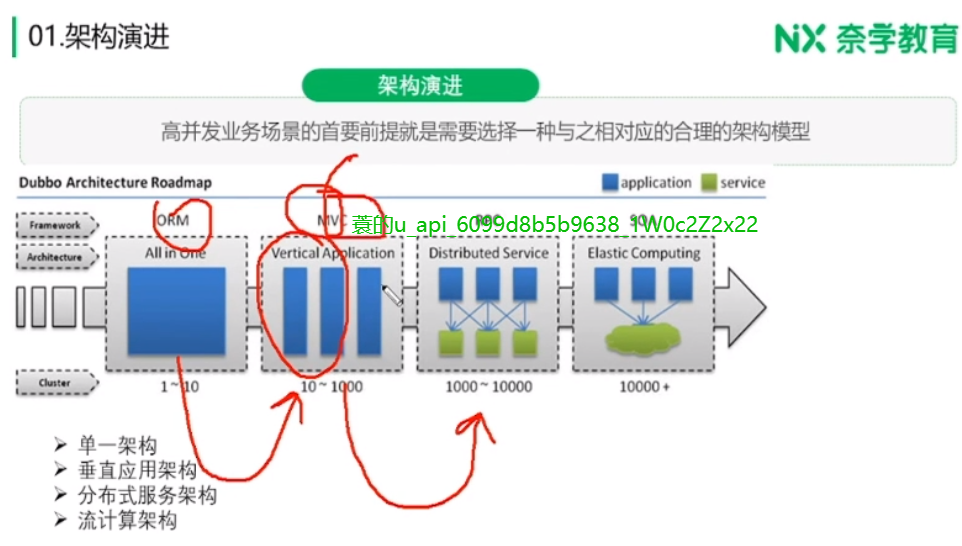 01.架构演进
NX 奈学教育
架构演进
高并发业务场景的首要前提就是需要选择一种与之相对应的合理的架构模型
Dubbo Architecture Roadmap
application service
Framework
ORM
MVC
蓑的u_api_6099d8b5b9638_1W0c2Z2x22
Architecture
All in One
Vertical Application
Distributed Service
Elastic Computing
Cluster
1 ~ 10
10 ~ 1000
1000 ~ 10000
10000 +
➢ 单一架构
➢ 垂直应用架构
➢ 分布式服务架构
➢ 流计算架构